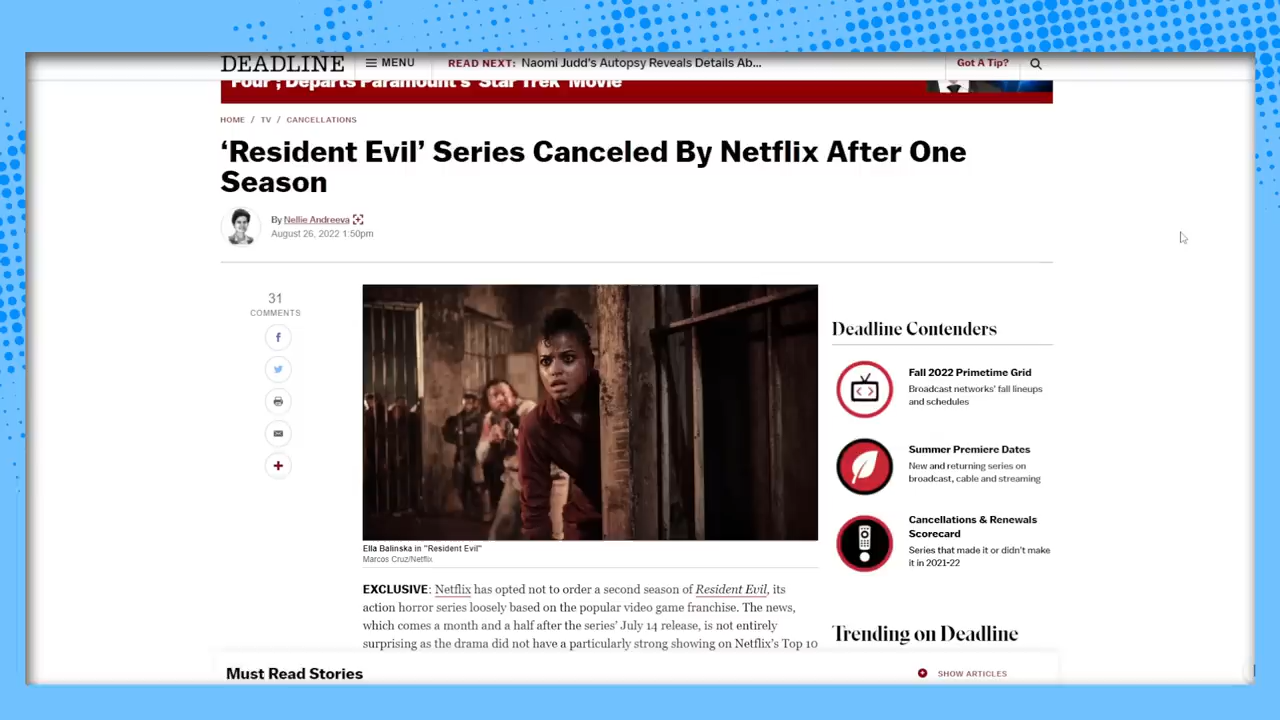 DEADLINE
MENU
READ NEXT: Naomi Judd's Autopsy Reveals Details Ab...
Got A Tip?
Four', Departs Paramount's 'Star Trek' Movie
HOME / TV / CANCELLATIONS
‘Resident Evil’ Series Canceled By Netflix After One
Season
By Nellie Andreeva
August 26, 2022 1:50pm
31
COMMENTS
Ella Balinska in "Resident Evil"
Marcos Cruz/Netflix
EXCLUSIVE: Netflix has opted not to order a second season of Resident Evil, its
action horror series loosely based on the popular video game franchise. The news,
which comes a month and a half after the series’ July 14 release, is not entirely
surprising as the drama did not have a particularly strong showing on Netflix’s Top 10
Deadline Contenders
Fall 2022 Primetime Grid
Broadcast networks' fall lineups
and schedules
Summer Premiere Dates
New and returning series on
broadcast, cable and streaming
Cancellations & Renewals
Scorecard
Series that made it or didn't make
it in 2021-22
Trending on Deadline
Must Read Stories
SHOW ARTICLES